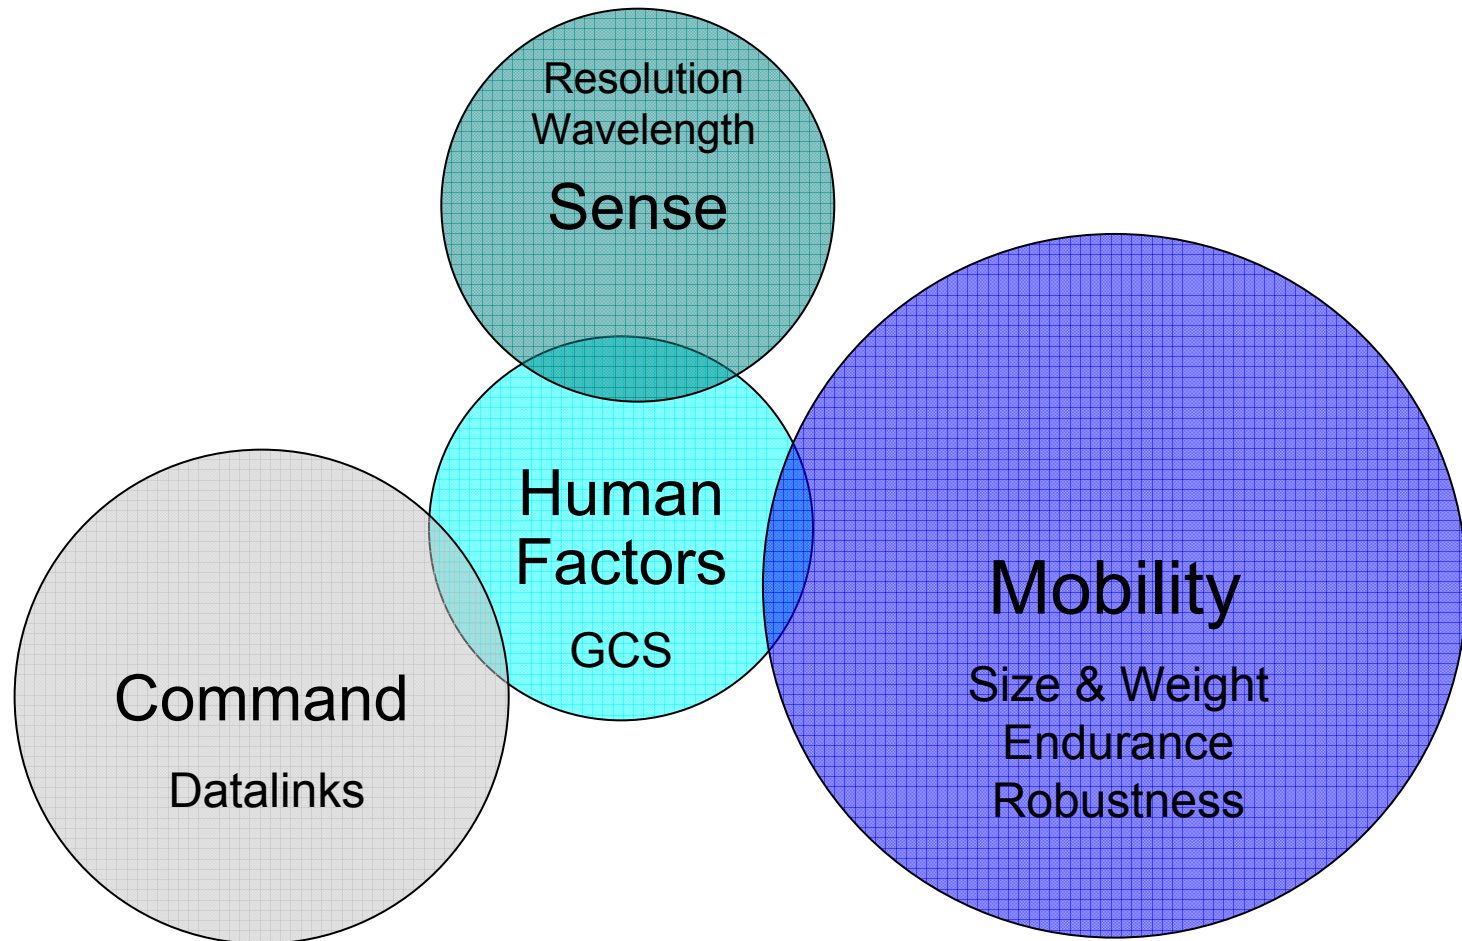 Resolution
Wavelength
Sense
Human
Factors
GCS
Command
Datalinks
Mobility
Size & Weight
Endurance
Robustness